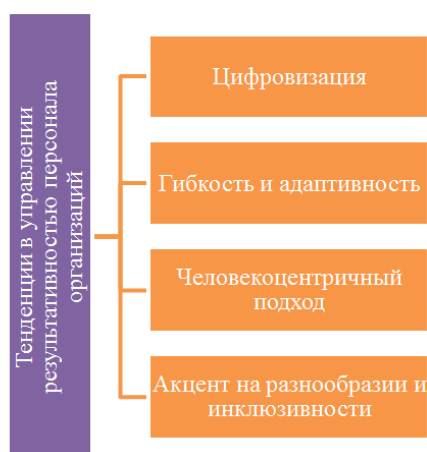 Тенденции в управлении
результативностью персонала
организаций
Цифровизация
Гибкость и адаптивность
Человекоцентричный
подход
Акцент на разнообразии и
инклюзивности